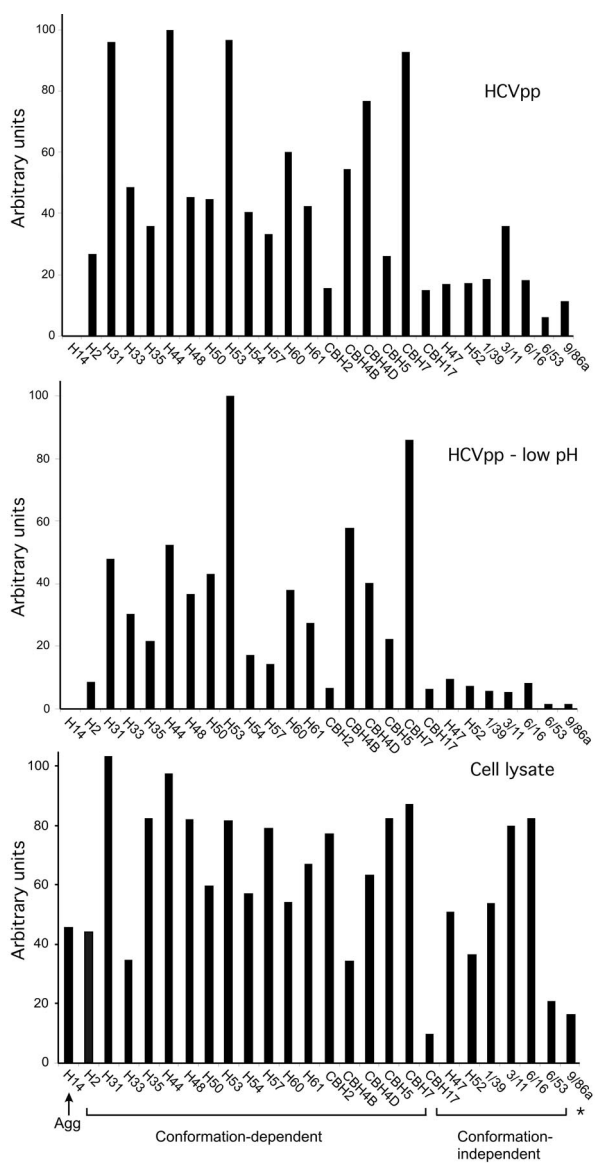 HCVpp
Arbitrary units
100
80
60
40
20
0
H14 H2 H31 H33 H35 H44 H48 H50 H53 H54 H57 H60 H61 CBH2 CBH4B CBH4D CBH5 CBH7 CBH17 H47 H52 1/39 3/11 6/16 6/53 9/86a
HCVpp - low pH
Arbitrary units
100
80
60
40
20
0
H14 H2 H31 H33 H35 H44 H48 H50 H53 H54 H57 H60 H61 CBH2 CBH4B CBH4D CBH5 CBH7 CBH17 H47 H52 1/39 3/11 6/16 6/53 9/86a
Cell lysate
Arbitrary units
100
80
60
40
20
0
H14 H2 H31 H33 H35 H44 H48 H50 H53 H54 H57 H60 H61 CBH2 CBH4B CBH4D CBH5 CBH7 CBH17 H47 H52 1/39 3/11 6/16 6/53 9/86a *
Agg
Conformation-dependent
Conformation-
independent